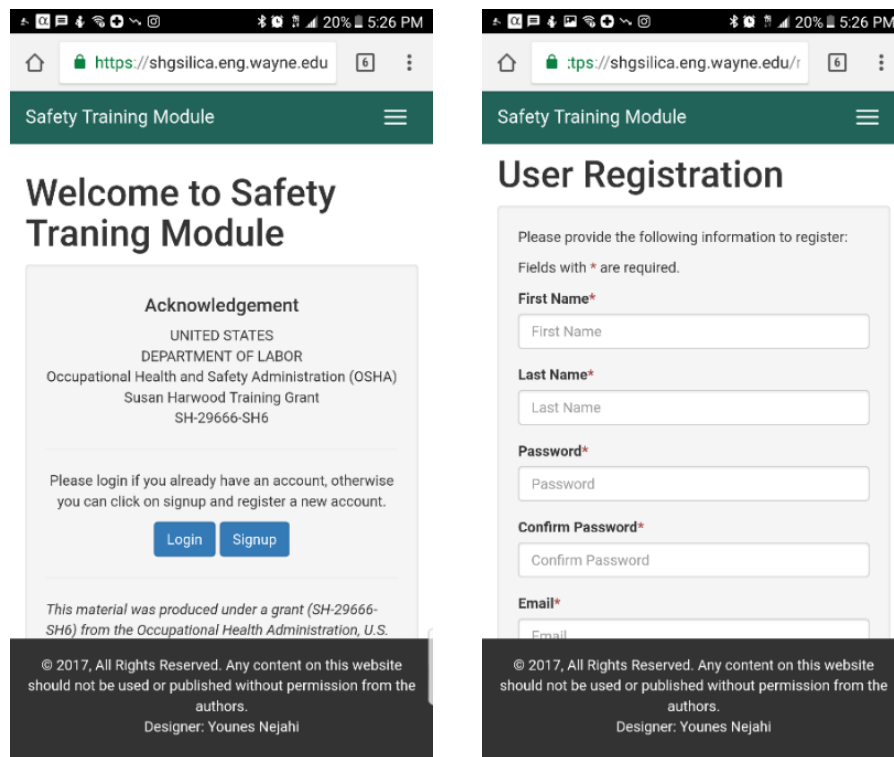 20% 5:26 PM
https://shgsilica.eng.wayne.edu 6
Safety Training Module
Welcome to Safety
Traning Module
Acknowledgement
UNITED STATES
DEPARTMENT OF LABOR
Occupational Health and Safety Administration (OSHA)
Susan Harwood Training Grant
SH-29666-SH6
Please login if you already have an account, otherwise
you can click on signup and register a new account.
Login Signup
This material was produced under a grant (SH-29666-
SH6) from the Occupational Health Administration, U.S.
© 2017, All Rights Reserved. Any content on this website
should not be used or published without permission from the
authors.
Designer: Younes Nejahi
20% 5:26 PM
:tps://shgsilica.eng.wayne.edu/r 6
Safety Training Module
User Registration
Please provide the following information to register:
Fields with * are required.
First Name*
First Name
Last Name*
Last Name
Password*
Password
Confirm Password*
Confirm Password
Email*
Email
© 2017, All Rights Reserved. Any content on this website
should not be used or published without permission from the
authors.
Designer: Younes Nejahi